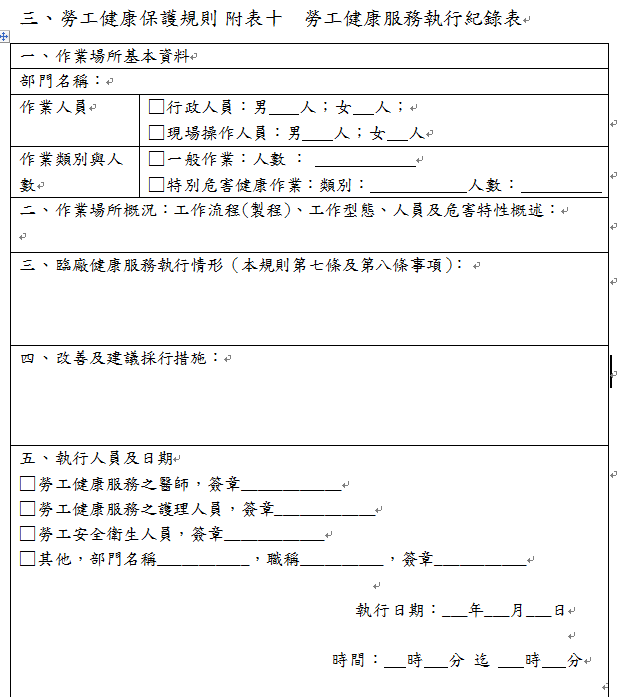 三、勞工健康保護規則 附表十　勞工健康服務執行紀錄表
一、作業場所基本資料
部門名稱：
作業人員
□行政人員：男____人；女___人；
□現場操作人員：男____人；女___人
作業類別與人數
□一般作業：人數 ： ____________
□特別危害健康作業：類別：____________人數：__________
二、作業場所概況：工作流程(製程)、工作型態、人員及危害特性概述：
三、臨廠健康服務執行情形 (本規則第七條及第八條事項)：
四、改善及建議採行措施：
五、執行人員及日期
□勞工健康服務之醫師，簽章____________
□勞工健康服務之護理人員，簽章____________
□勞工安全衛生人員，簽章____________
□其他，部門名稱___________，職稱__________，簽章___________
執行日期：___年___月___日
時間：___時___分 迄 ___時___分